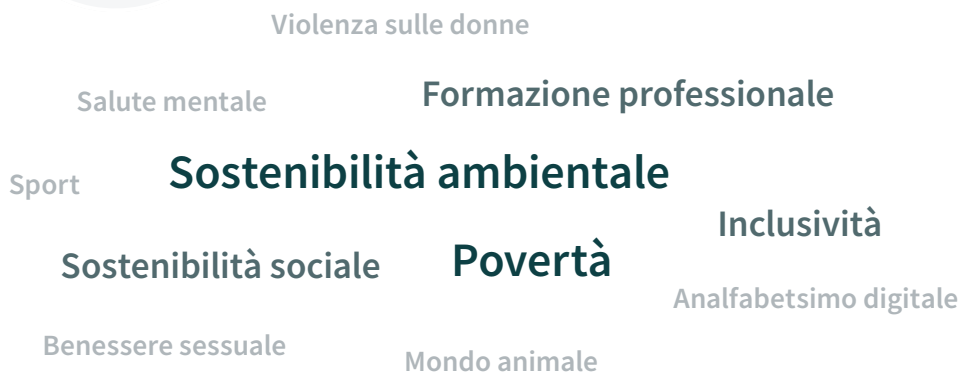 Violenza sulle donne
Formazione professionale
Salute mentale
Sostenibilità ambientale
Sport
Inclusività
Sostenibilità sociale
Povertà
Analfabetsimo digitale
Benessere sessuale
Mondo animale